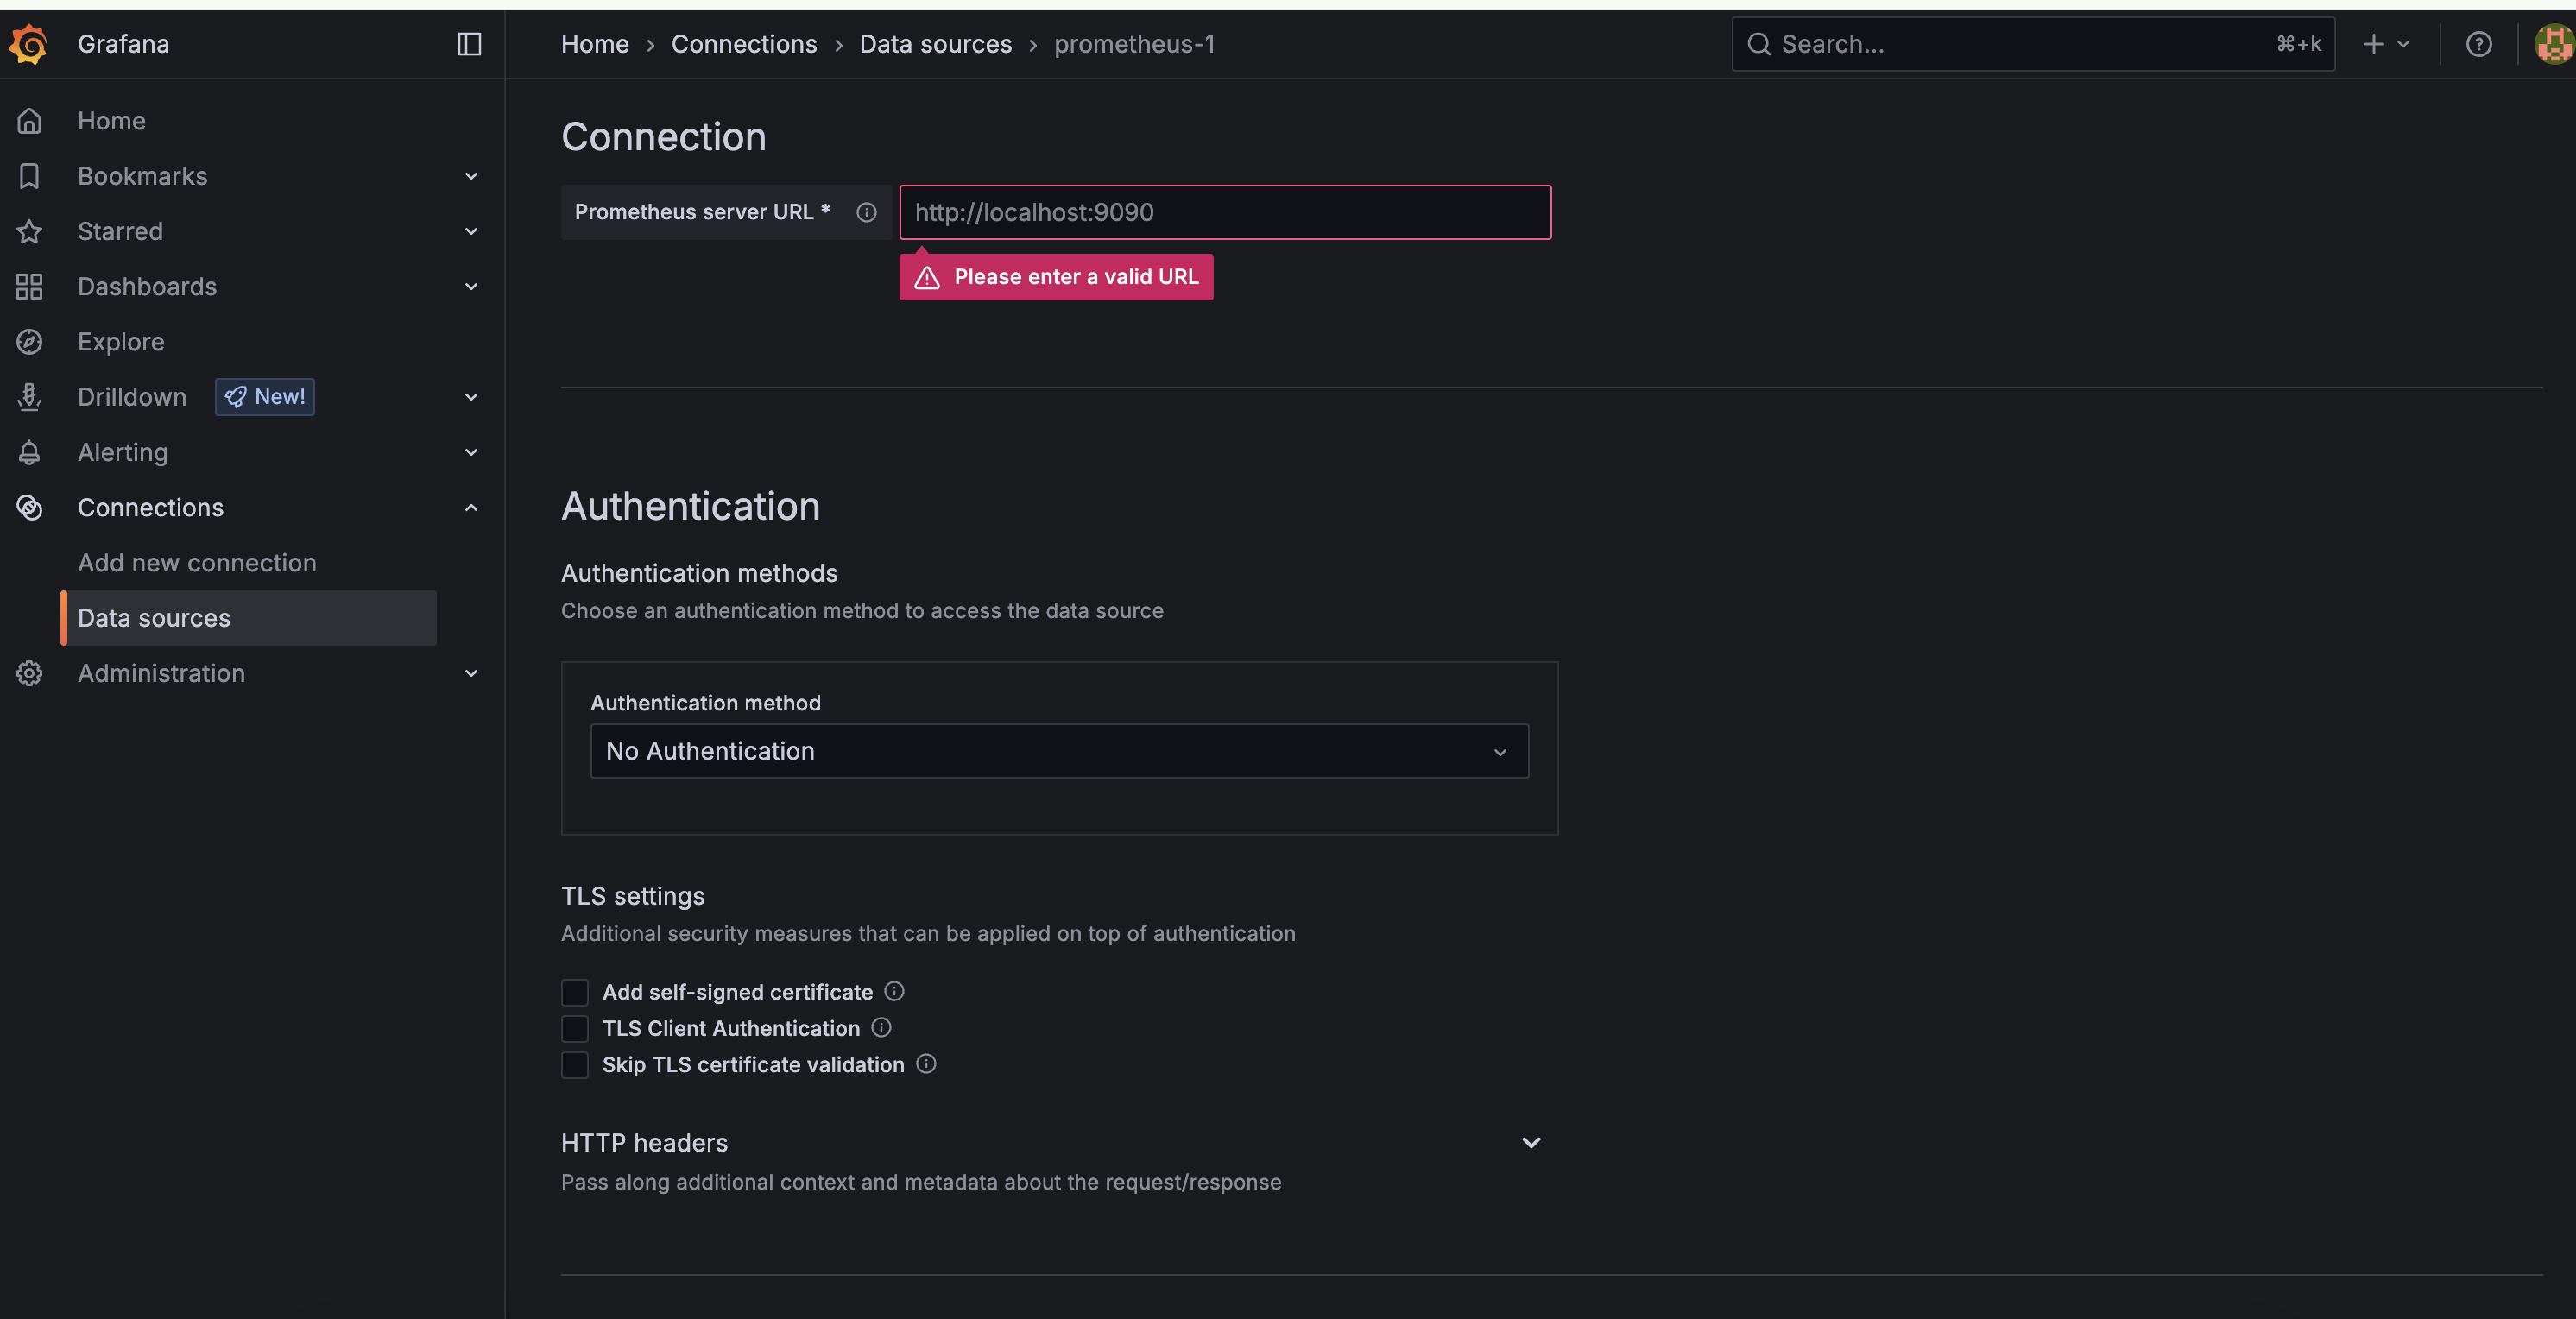 Grafana
Home › Connections › Data sources › prometheus-1
Search...
⌘+k
Home
Bookmarks
Starred
Dashboards
Explore
Drilldown
New!
Alerting
Connections
Add new connection
Data sources
Administration
Connection
Prometheus server URL *
http://localhost:9090
Please enter a valid URL
Authentication
Authentication methods
Choose an authentication method to access the data source
Authentication method
No Authentication
TLS settings
Additional security measures that can be applied on top of authentication
Add self-signed certificate
TLS Client Authentication
Skip TLS certificate validation
HTTP headers
Pass along additional context and metadata about the request/response